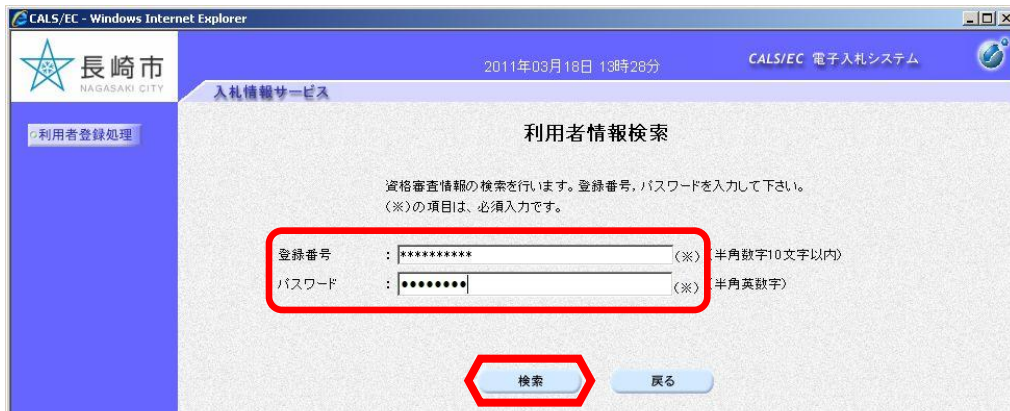 CALS/EC - Windows Internet Explorer
長崎市
NAGASAKI CITY
2011年03月18日 13時28分
CALS/EC 電子入札システム
入札情報サービス
○利用者登録処理
利用者情報検索
資格審査情報の検索を行います。登録番号,パスワードを入力して下さい。
(※)の項目は、必須入力です。
登録番号 : ********** (※) (半角数字10文字以内)
パスワード : ●●●●●●●● (※) (半角英数字)
検索 戻る